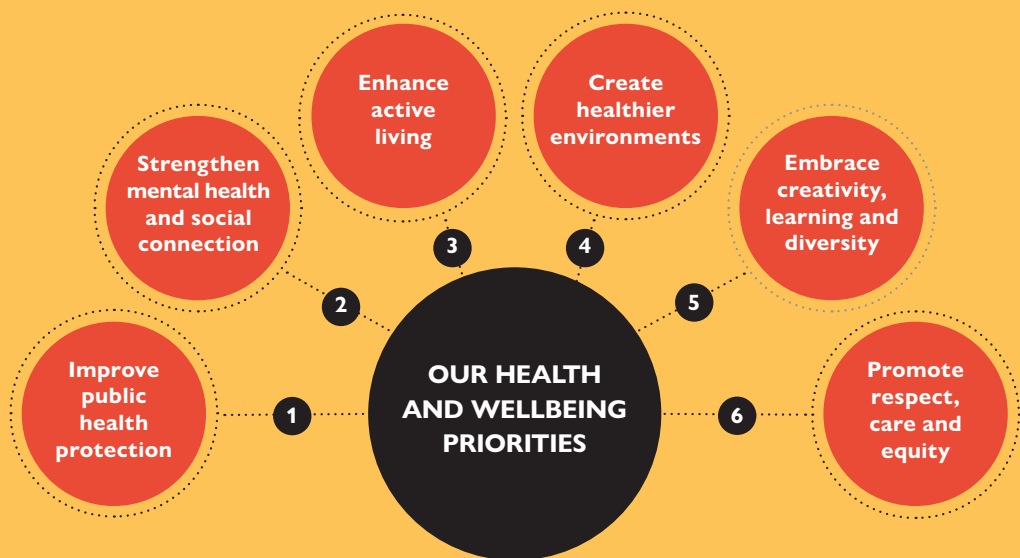 OUR HEALTH
AND WELLBEING
PRIORITIES
1
Improve
public
health
protection
2
Strengthen
mental health
and social
connection
3
Enhance
active
living
4
Create
healthier
environments
5
Embrace
creativity,
learning and
diversity
6
Promote
respect,
care and
equity